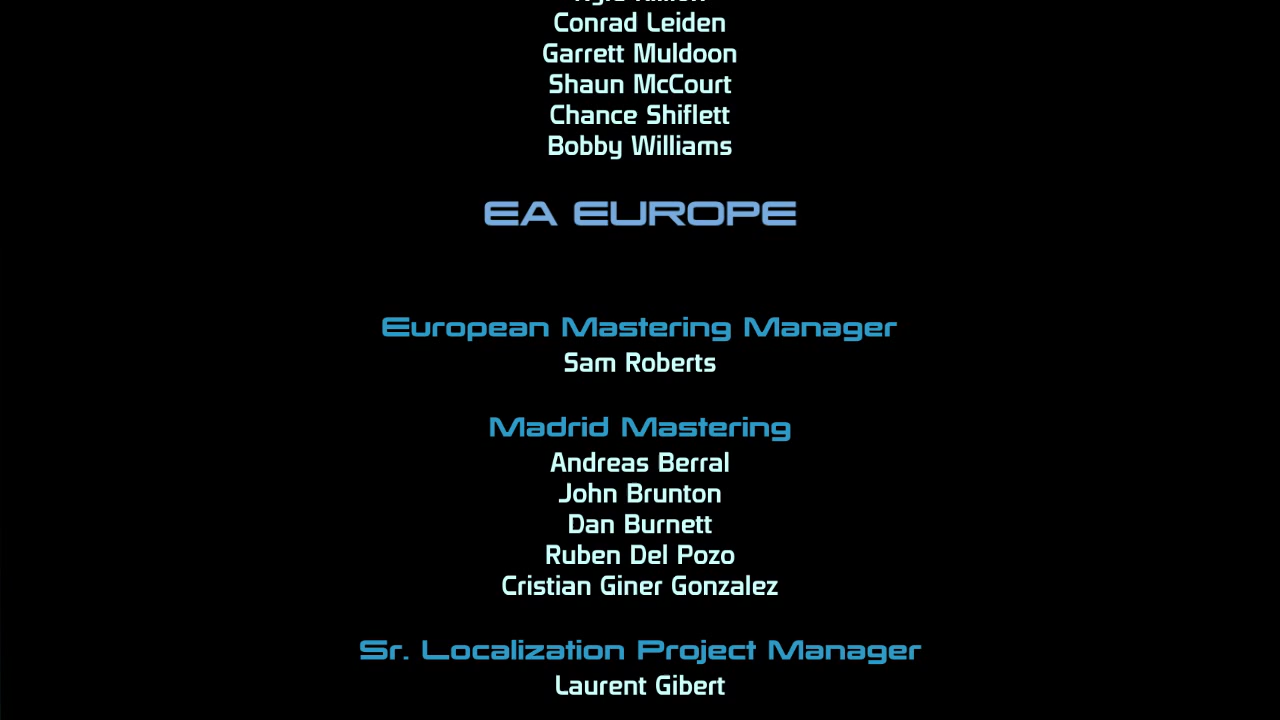 Conrad Leiden
Garrett Muldoon
Shaun McCourt
Chance Shiflett
Bobby Williams
EA EUROPE
European Mastering Manager
Sam Roberts
Madrid Mastering
Andreas Berral
John Brunton
Dan Burnett
Ruben Del Pozo
Cristian Giner Gonzalez
Sr. Localization Project Manager
Laurent Gibert